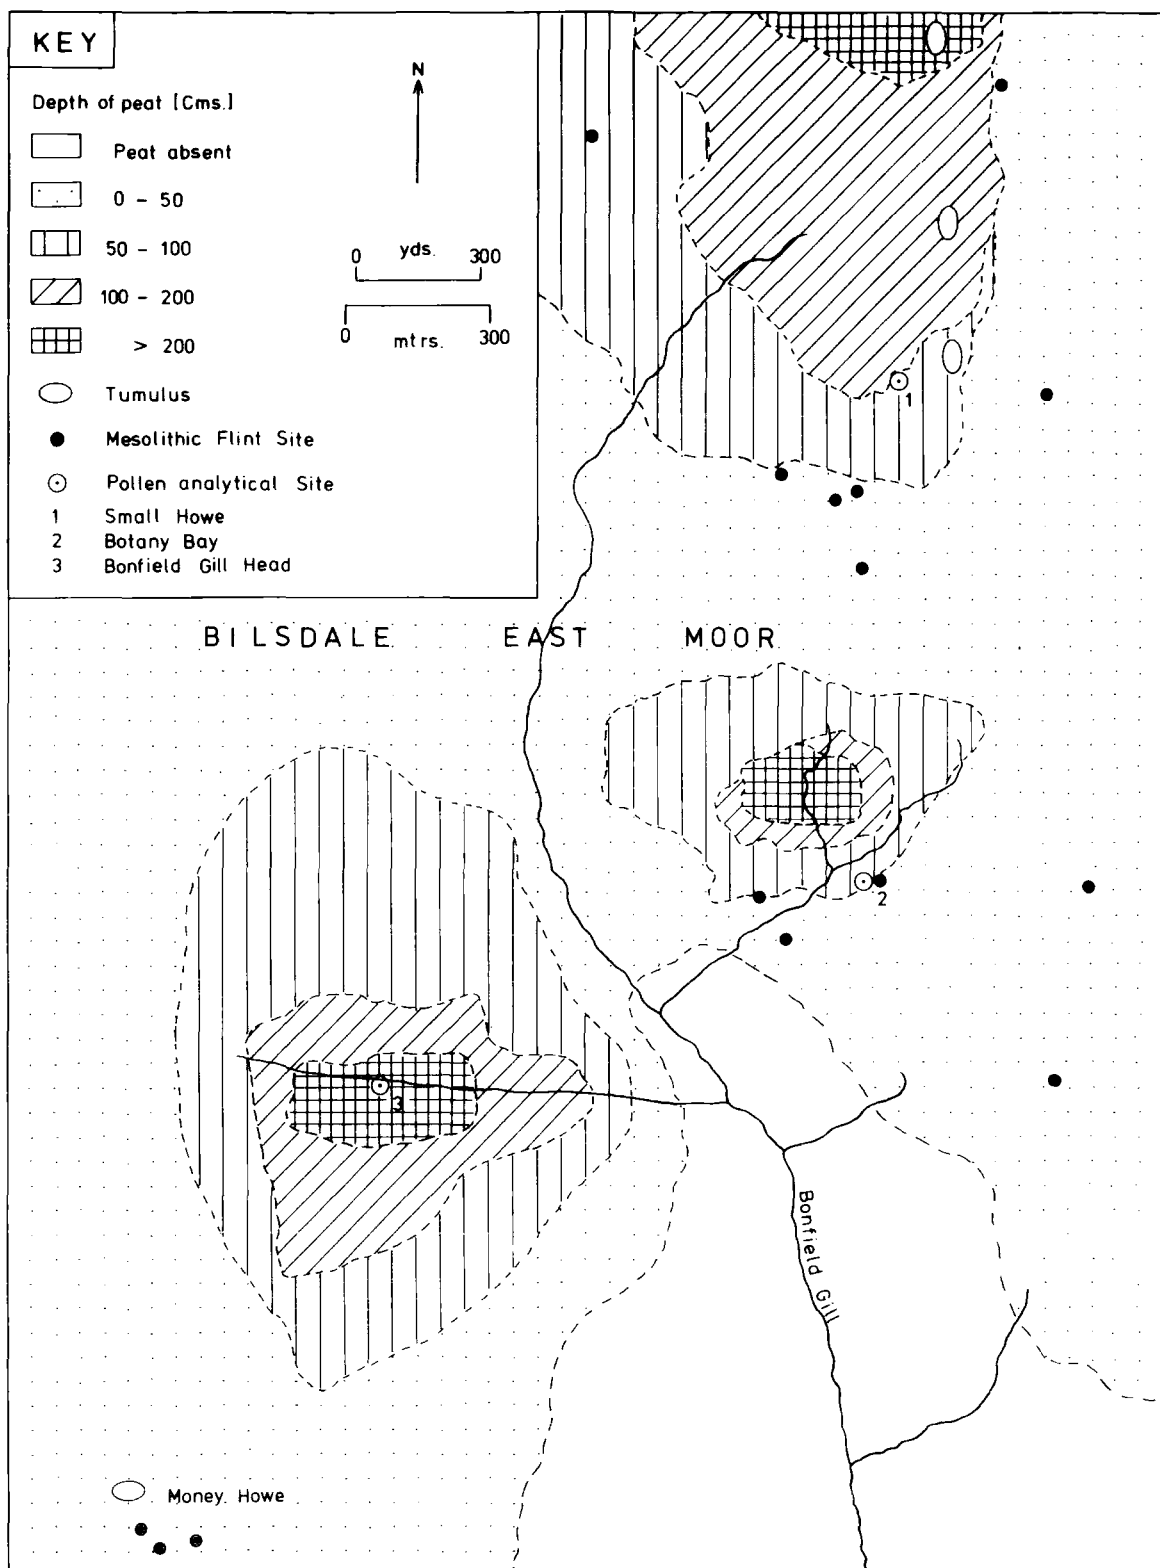 KEY
Depth of peat [Cms.]
Peat absent
0 - 50
50 - 100
100 - 200
> 200
Tumulus
Mesolithic Flint Site
Pollen analytical Site
1 Small Howe
2 Botany Bay
3 Bonfield Gill Head
N
0 yds. 300
0 mtrs. 300
1
BILSDALE EAST MOOR
2
3
Bonfield Gill
Money Howe